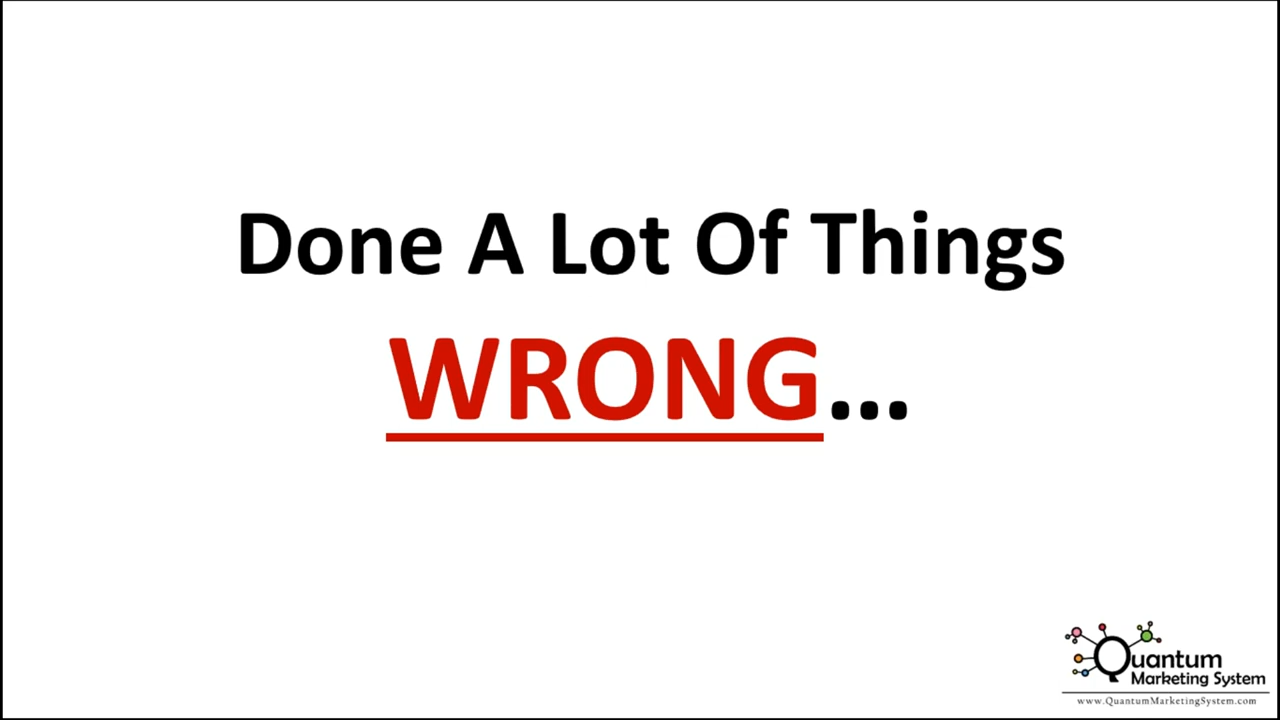 Done A Lot Of Things
WRONG...
Quantum
Marketing System
www.QuantumMarketingSystem.com